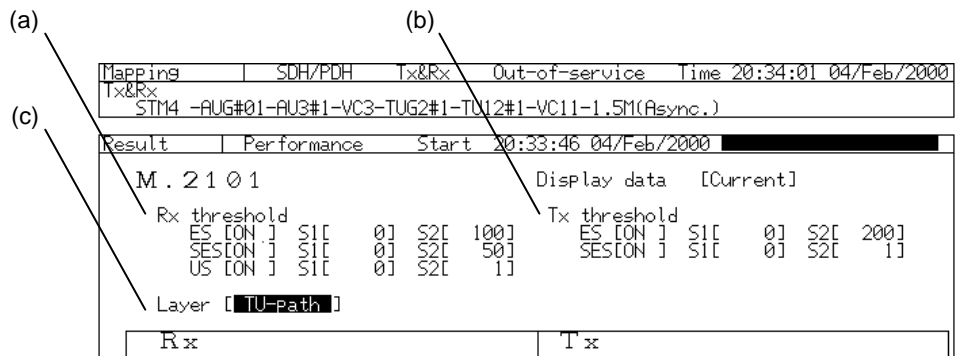 (a)
(b)
(c)
Mapping SDH/PDH Tx&Rx Out-of-service Time 20:34:01 04/Feb/2000
Tx&Rx
STM4 -AUG#01-AU3#1-VC3-TUG2#1-TU12#1-VC11-1.5M(Async.)
Result Performance Start 20:33:46 04/Feb/2000
M.2101 Display data [Current]
Rx threshold Tx threshold
ES [ON ] S1[ 0] S2[ 100] ES [ON ] S1[ 0] S2[ 200]
SES[ON ] S1[ 0] S2[ 50] SES[ON ] S1[ 0] S2[ 1]
US [ON ] S1[ 0] S2[ 1]
Layer [ TU-path ]
Rx Tx